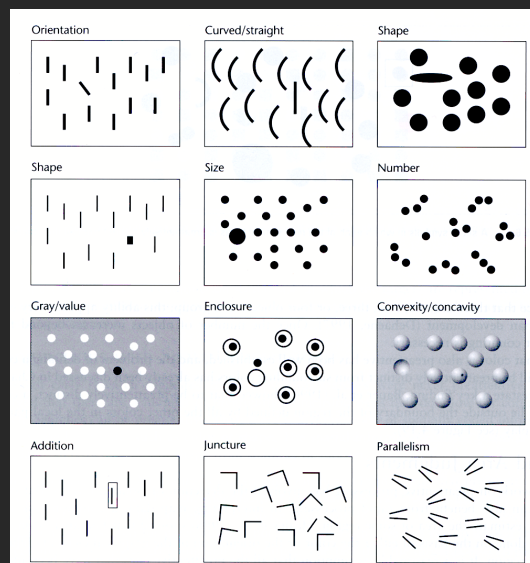 Orientation
Curved/straight
Shape
Shape
Size
Number
Gray/value
Enclosure
Convexity/concavity
Addition
Juncture
Parallelism